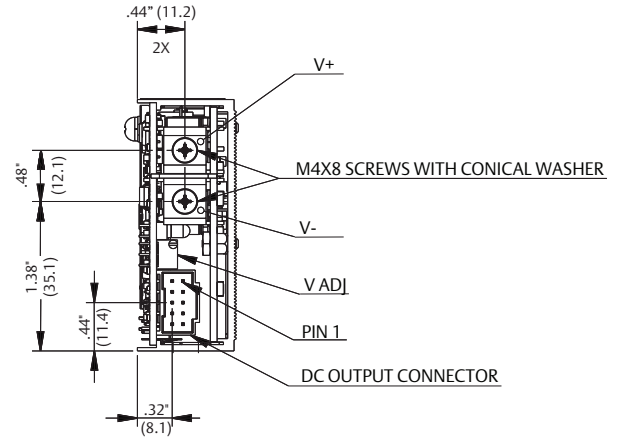 .44" (11.2)
2X
V+
M4X8 SCREWS WITH CONICAL WASHER
.48"
(12.1)
V-
1.38"
(35.1)
V ADJ
.44"
(11.4)
PIN 1
DC OUTPUT CONNECTOR
.32"
(8.1)